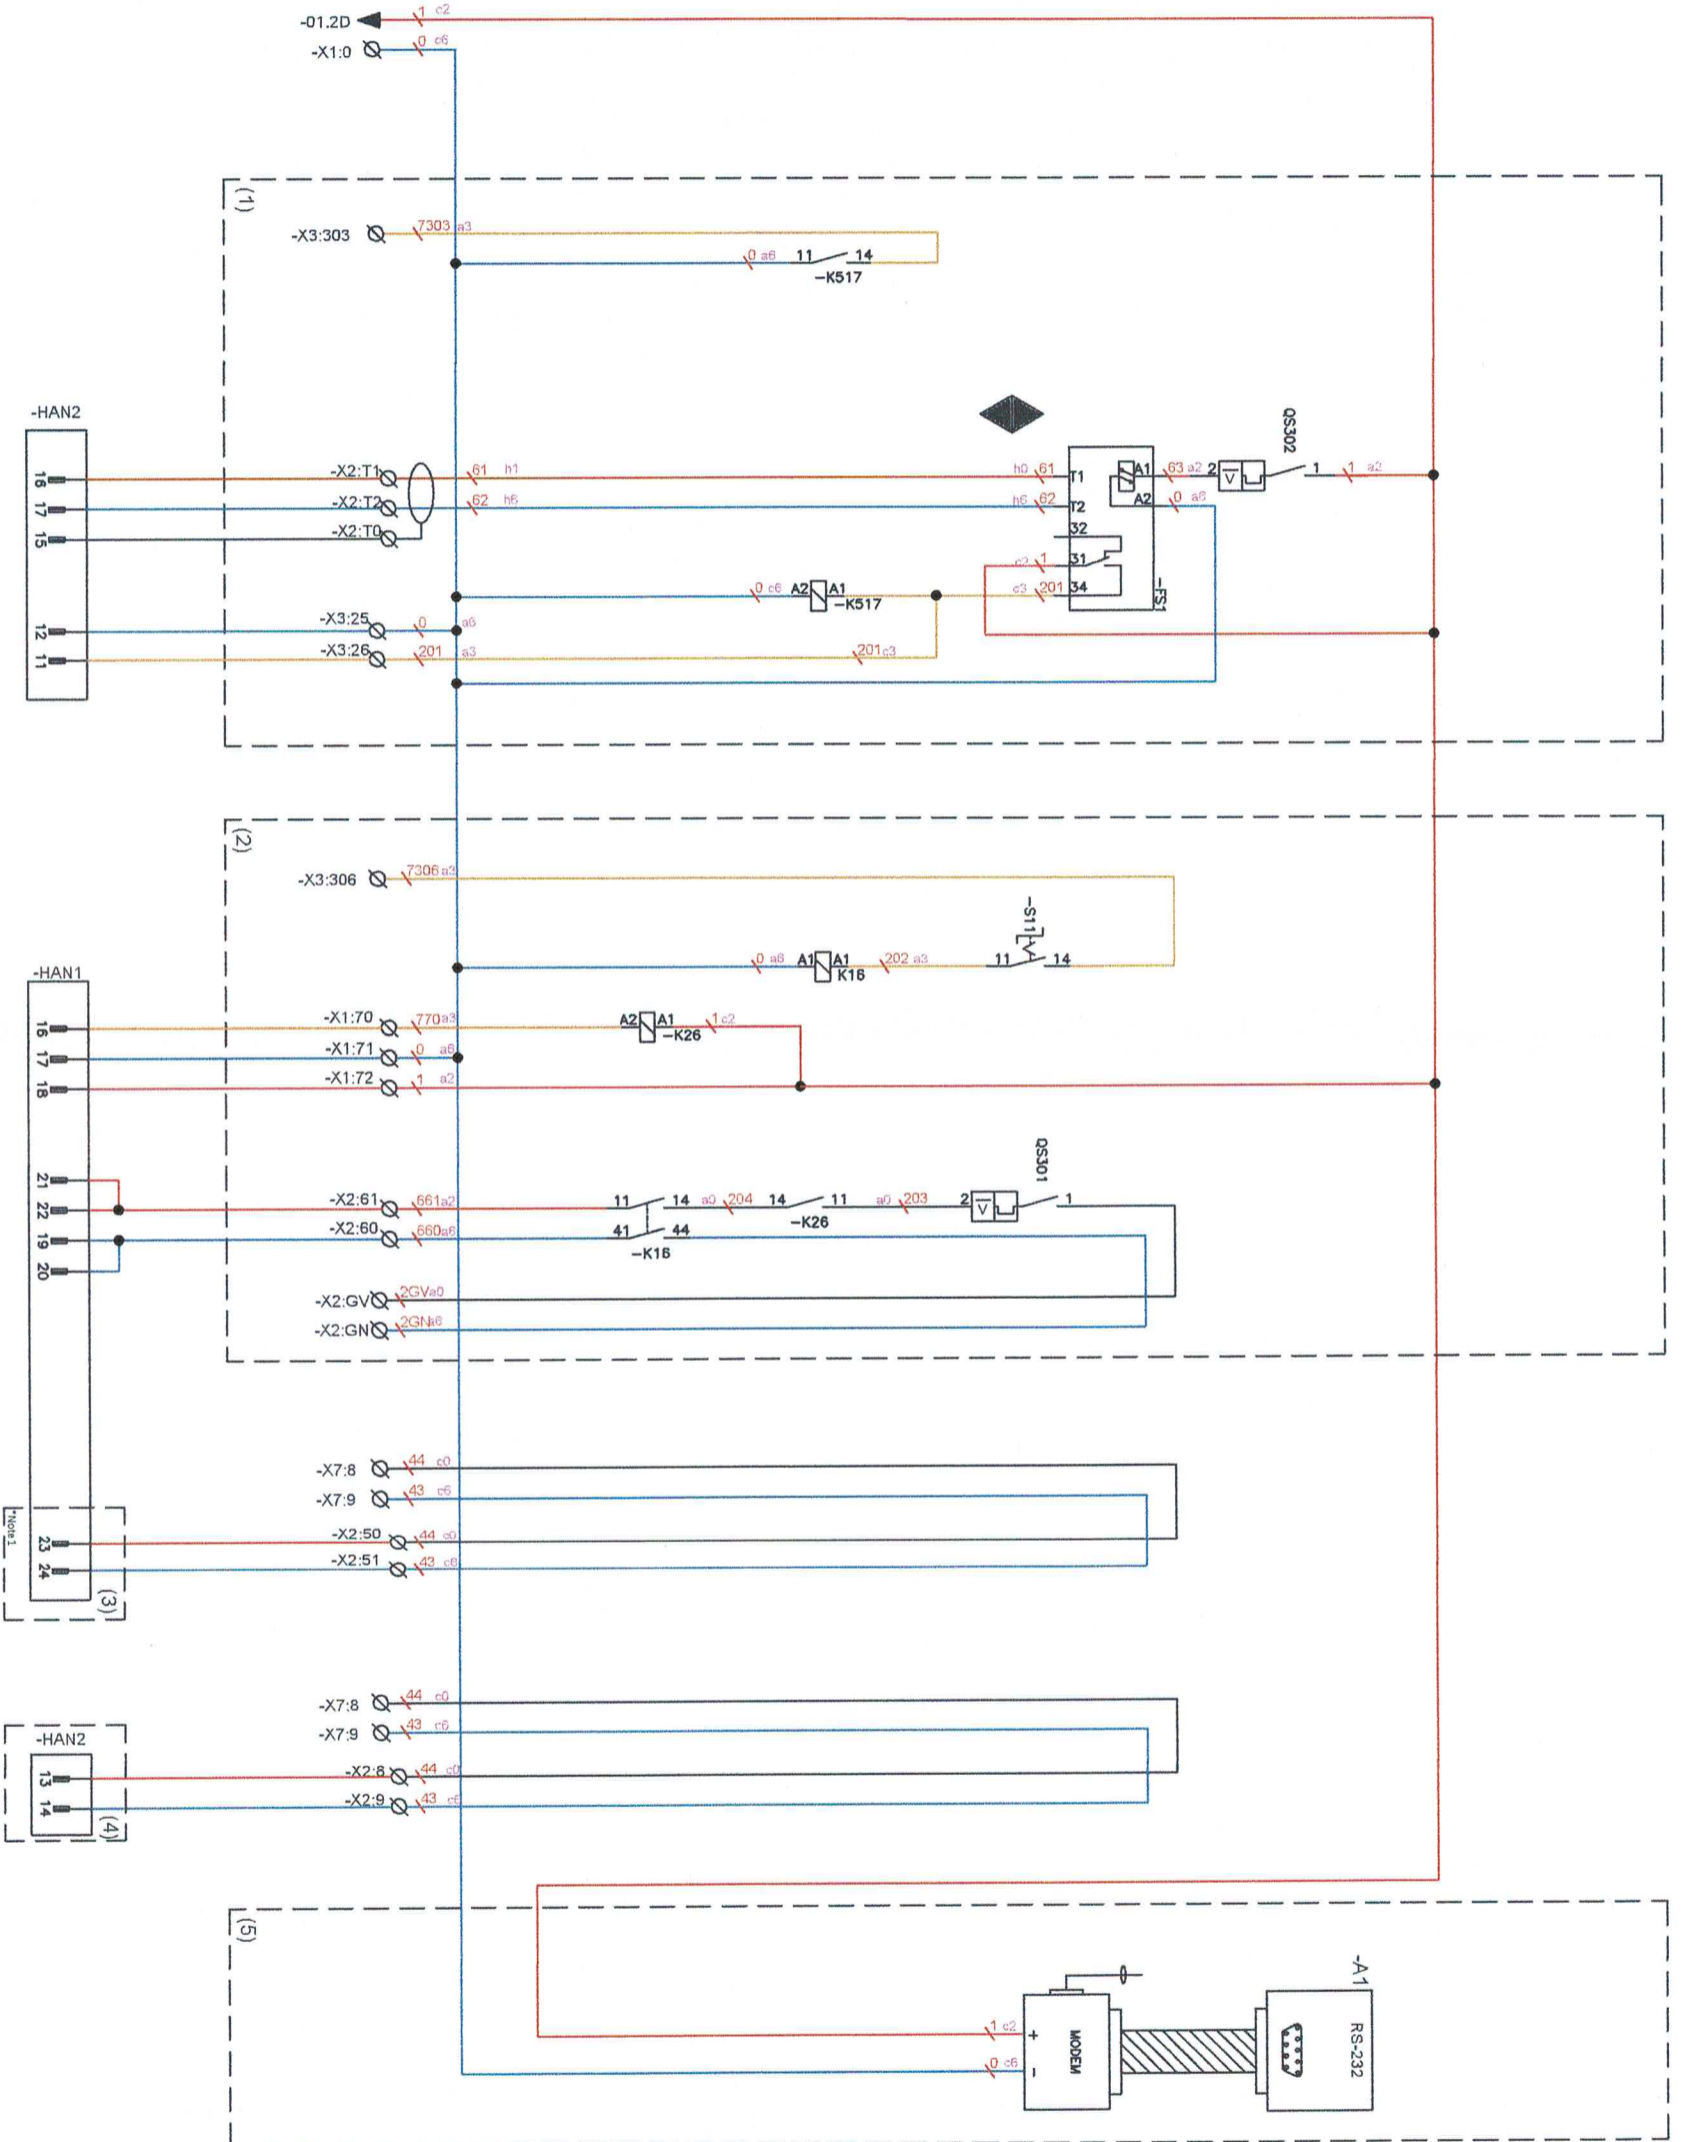 -01.2D 1 c2
-X1:0 0 c6
(1)
-X3:303 7303 a3
0 a6 11 14
-K517
QS302
-HAN2
16 -X2:T1 61 h1 h0 61 T1 A1 63 a2 2 V 1 1 a2
17 -X2:T2 62 h6 h6 62 T2 A2 0 a6
15 -X2:T0 32
c2 1 31
0 c6 A2 A1 c3 201 34
-K517 -FS1
12 -X3:25 0 a6
11 -X3:26 201 a3 201 c3
(2)
-X3:306 7306 a3
-S11
0 a6 A1 A1 202 a3 11 14
K16
-HAN1
16 -X1:70 770 a3 A2 A1 1 c2
-K26
17 -X1:71 0 a6
18 -X1:72 1 a2
QS301
21
22 -X2:61 661 a2 11 14 a0 204 14 11 a0 203 2 V 1
-K26
19 -X2:60 660 a6 41 44
-K16
20
-X2:GV 2GV a0
-X2:GN 2GN a6
-X7:8 44 c0
-X7:9 43 c6
*Note1
23 -X2:50 44 c0
24 -X2:51 43 c6
(3)
-X7:8 44 c0
-X7:9 43 c6
-HAN2
13 -X2:8 44 c0
14 -X2:9 43 c6
(4)
(5)
-A1
RS-232
MODEM
1 c2 +
0 c6 -